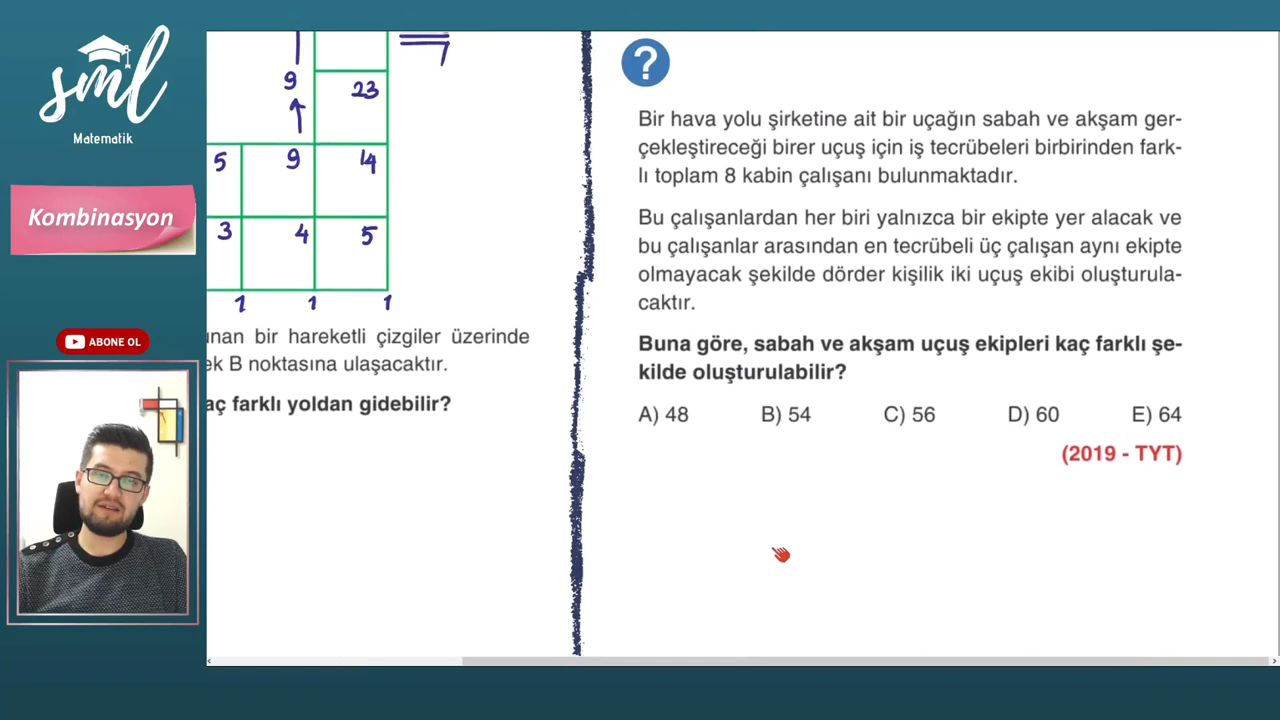 sml
Matematik
Kombinasyon
ABONE OL
9
23
5
9
14
3
4
5
1
1
1
unan bir hareketli çizgiler üzerinde
ek B noktasına ulaşacaktır.
aç farklı yoldan gidebilir?
?
Bir hava yolu şirketine ait bir uçağın sabah ve akşam ger-
çekleştireceği birer uçuş için iş tecrübeleri birbirinden fark-
lı toplam 8 kabin çalışanı bulunmaktadır.
Bu çalışanlardan her biri yalnızca bir ekipte yer alacak ve
bu çalışanlar arasından en tecrübeli üç çalışan aynı ekipte
olmayacak şekilde dörder kişilik iki uçuş ekibi oluşturula-
caktır.
Buna göre, sabah ve akşam uçuş ekipleri kaç farklı şe-
kilde oluşturulabilir?
A) 48 B) 54 C) 56 D) 60 E) 64
(2019 - TYT)